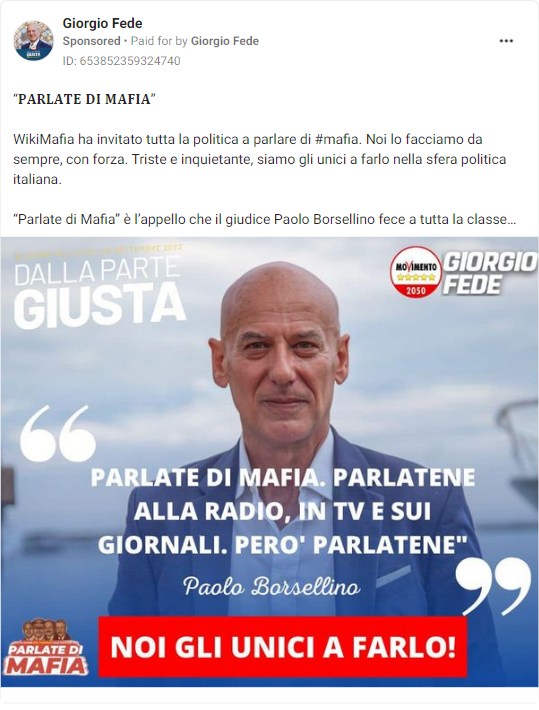 Giorgio Fede
Sponsored • Paid for by Giorgio Fede
ID: 653852359324740
“PARLATE DI MAFIA”
WikiMafia ha invitato tutta la politica a parlare di #mafia. Noi lo facciamo da
sempre, con forza. Triste e inquietante, siamo gli unici a farlo nella sfera politica
italiana.
“Parlate di Mafia” è l’appello che il giudice Paolo Borsellino fece a tutta la classe...
SETTEMBRE 2022
DALLA PARTE
GIUSTA
MOVIMENTO
2050
GIORGIO
FEDE
“
PARLATE DI MAFIA. PARLATENE
ALLA RADIO, IN TV E SUI
GIORNALI. PERO' PARLATENE"
Paolo Borsellino
”
PARLATE DI
MAFIA
NOI GLI UNICI A FARLO!